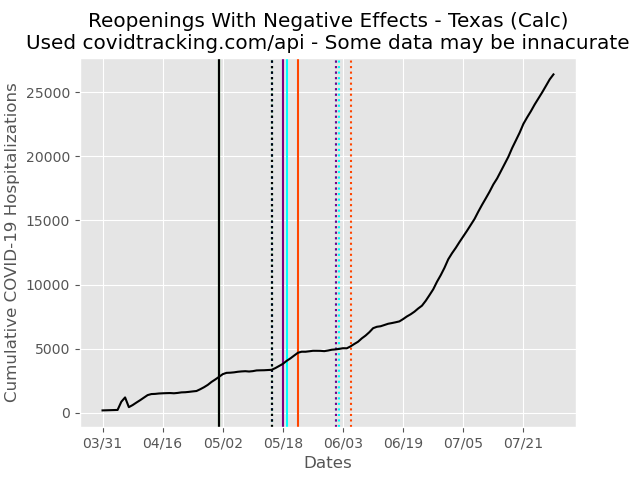 Reopenings With Negative Effects - Texas (Calc)
Used covidtracking.com/api - Some data may be innacurate
Cumulative COVID-19 Hospitalizations
25000
20000
15000
10000
5000
0
03/31 04/16 05/02 05/18 06/03 06/19 07/05 07/21
Dates